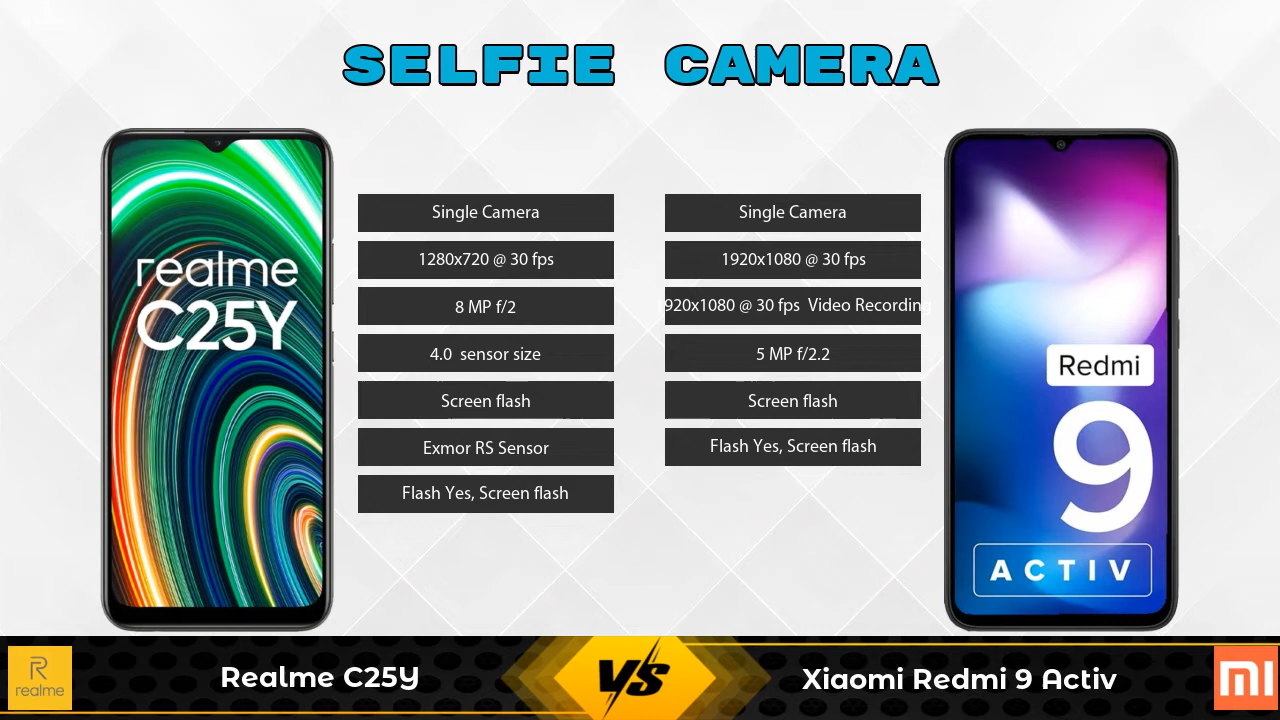 SELFIE CAMERA
realme
C25Y
Single Camera
1280x720 @ 30 fps
8 MP f/2
4.0 sensor size
Screen flash
Exmor RS Sensor
Flash Yes, Screen flash
Single Camera
1920x1080 @ 30 fps
920x1080 @ 30 fps Video Recording
5 MP f/2.2
Screen flash
Flash Yes, Screen flash
Redmi
9
ACTIV
R
realme
Realme C25Y
VS
Xiaomi Redmi 9 Activ
MI